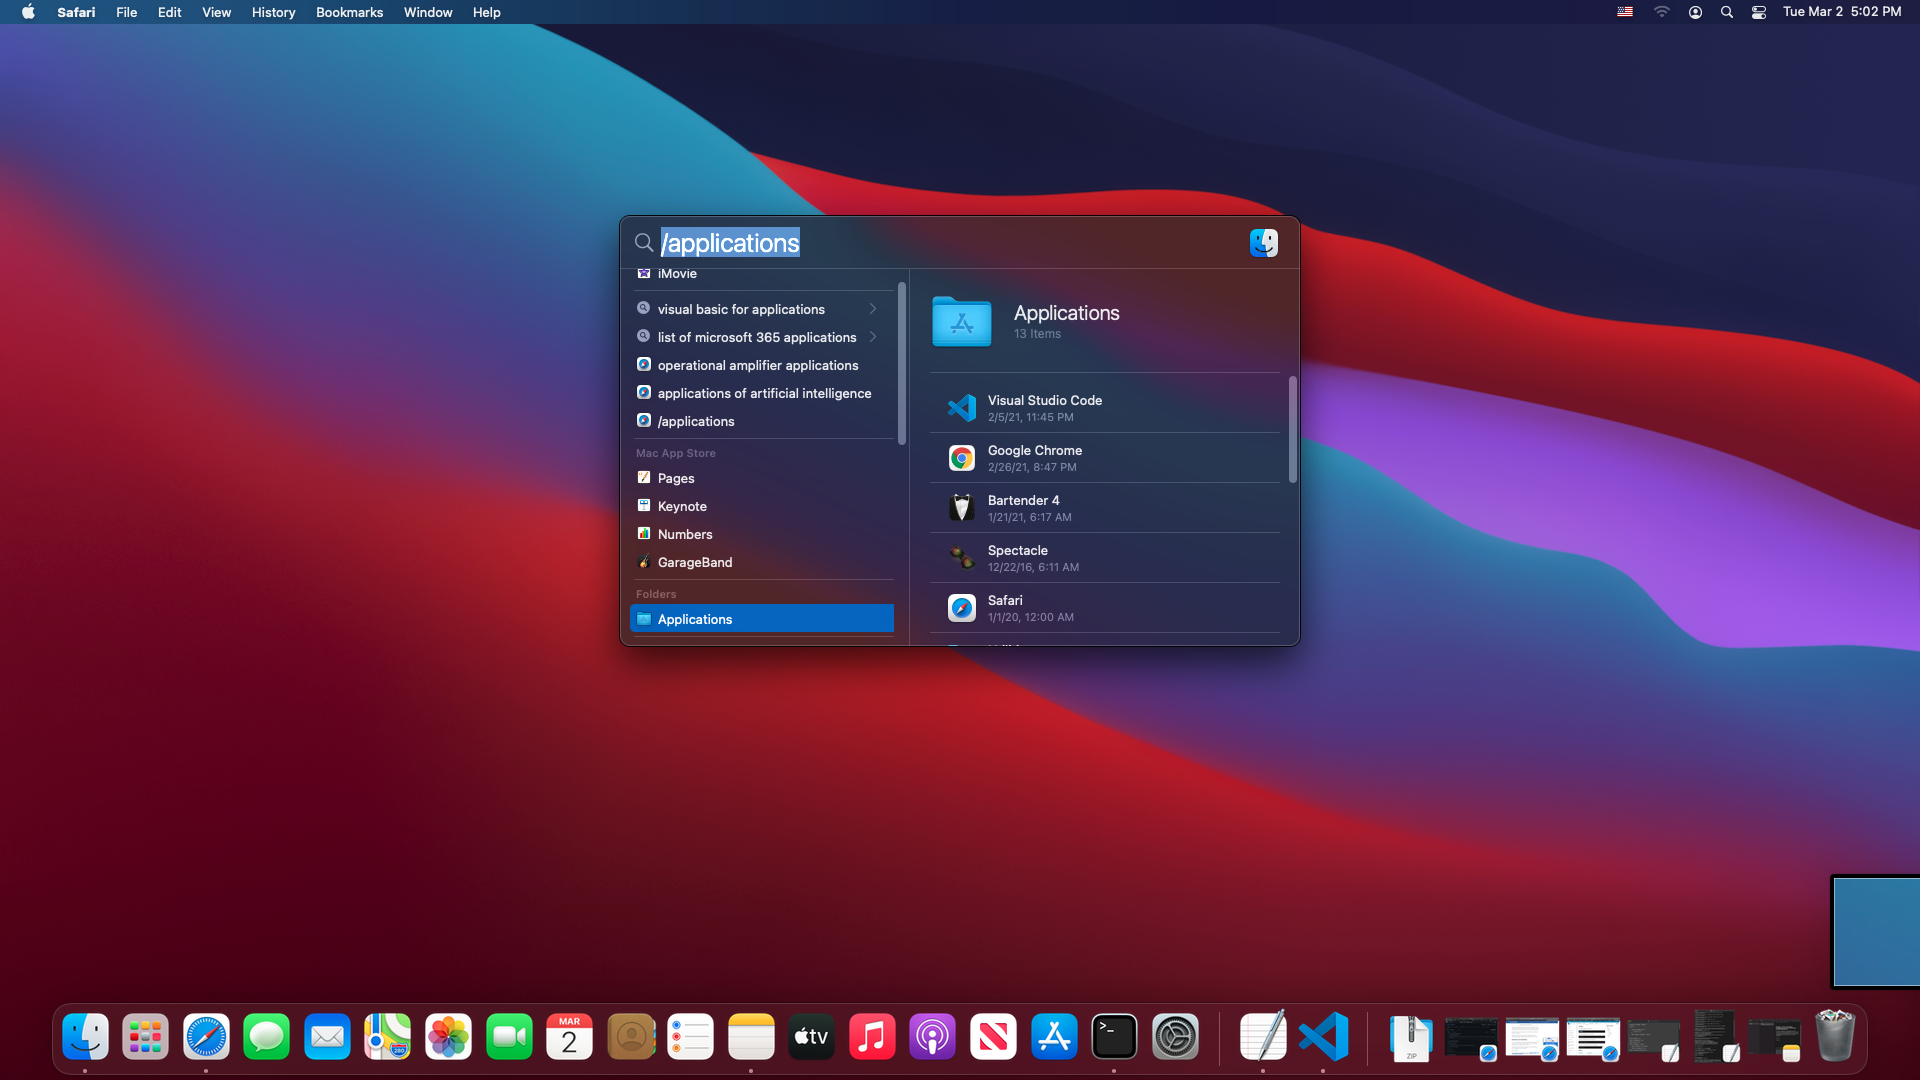 Safari File Edit View History Bookmarks Window Help Tue Mar 2 5:02 PM
/applications
iMovie
visual basic for applications
list of microsoft 365 applications
operational amplifier applications
applications of artificial intelligence
/applications
Mac App Store
Pages
Keynote
Numbers
GarageBand
Folders
Applications
Applications
13 Items
Visual Studio Code
2/5/21, 11:45 PM
Google Chrome
2/26/21, 8:47 PM
Bartender 4
1/21/21, 6:17 AM
Spectacle
12/22/16, 6:11 AM
Safari
1/1/20, 12:00 AM
MAR
2
280
tv
>_
ZIP